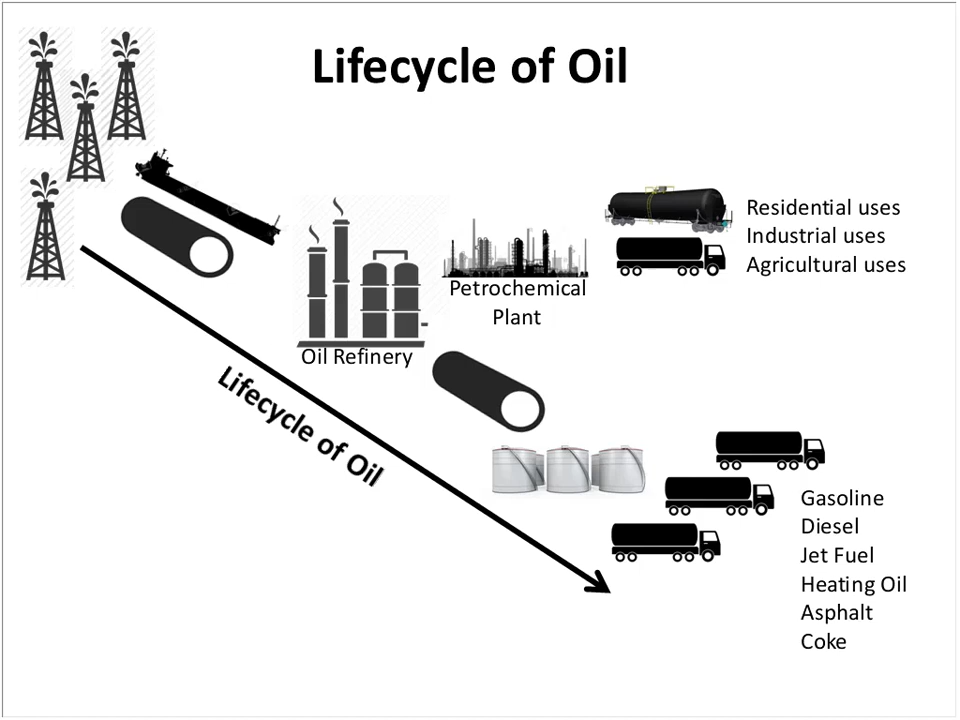 Lifecycle of Oil
Residential uses
Industrial uses
Agricultural uses
Petrochemical
Plant
Oil Refinery
Lifecycle of Oil
Gasoline
Diesel
Jet Fuel
Heating Oil
Asphalt
Coke